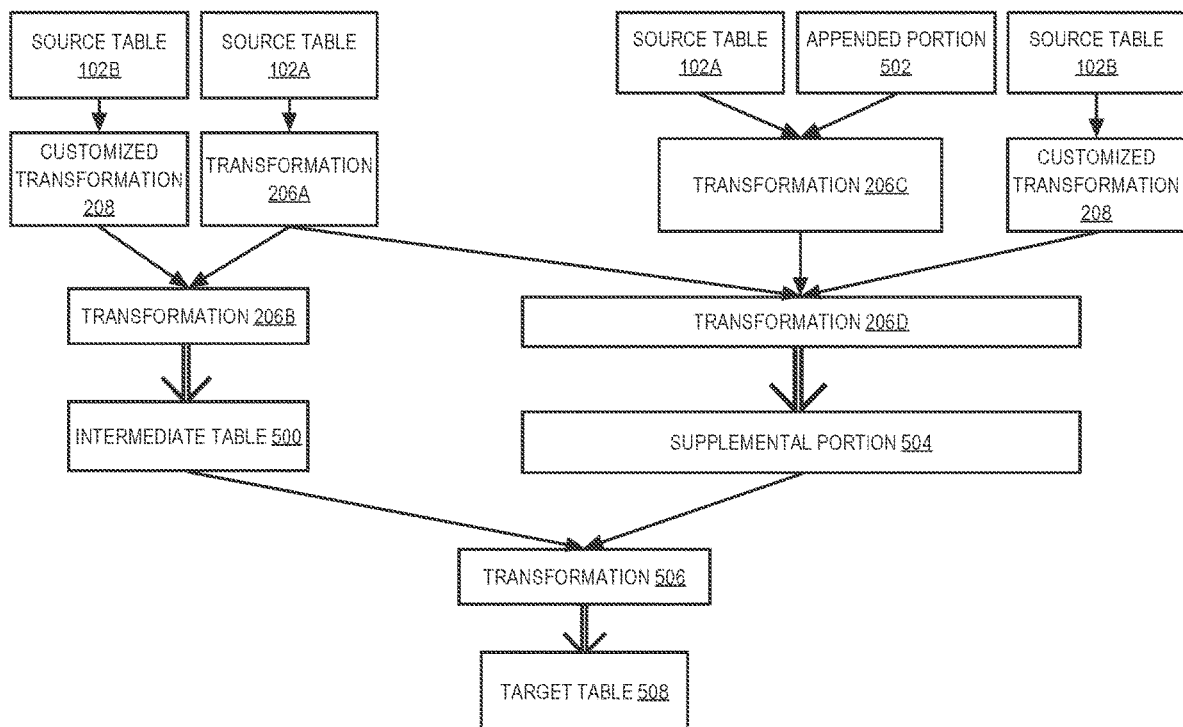 SOURCE TABLE
102B
SOURCE TABLE
102A
SOURCE TABLE
102A
APPENDED PORTION
502
SOURCE TABLE
102B
CUSTOMIZED
TRANSFORMATION
208
TRANSFORMATION
206A
TRANSFORMATION 206C
CUSTOMIZED
TRANSFORMATION
208
TRANSFORMATION 206B
TRANSFORMATION 206D
INTERMEDIATE TABLE 500
SUPPLEMENTAL PORTION 504
TRANSFORMATION 506
TARGET TABLE 508